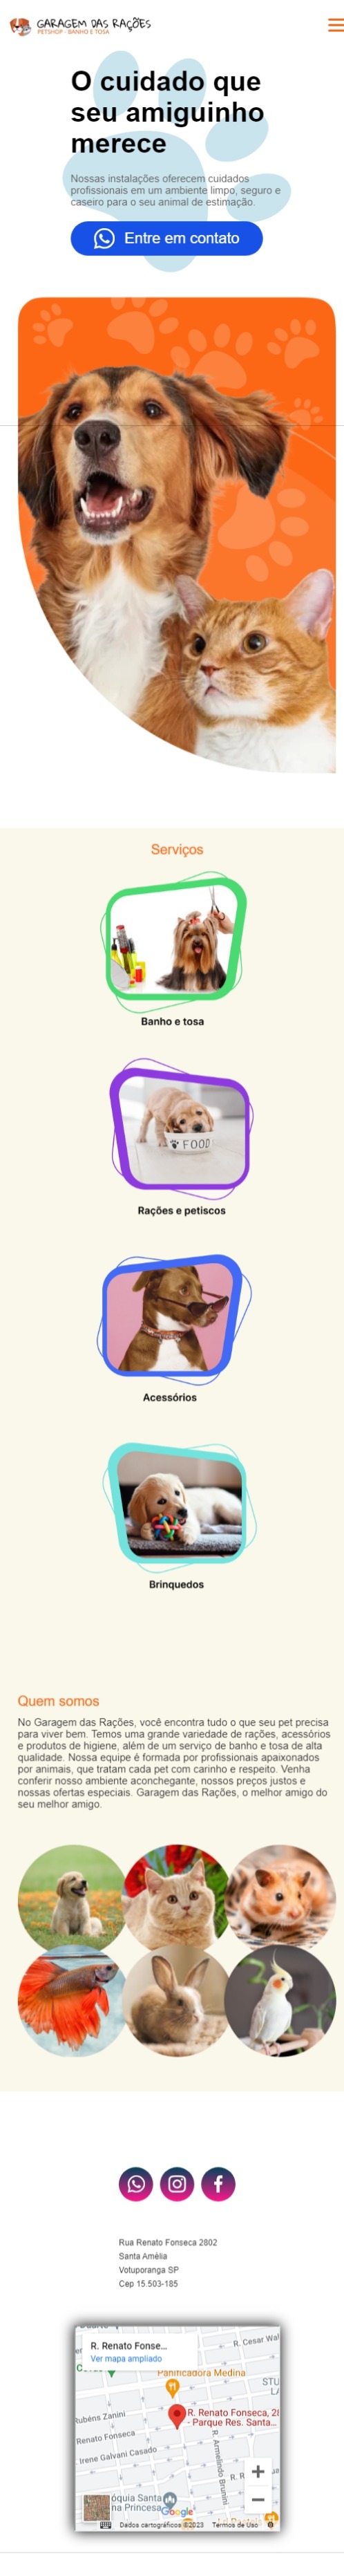 GARAGEM DAS RAÇÕES
PETSHOP - BANHO E TOSA
O cuidado que
seu amiguinho
merece
Nossas instalações oferecem cuidados
profissionais em um ambiente limpo, seguro e
caseiro para o seu animal de estimação.
Entre em contato
Serviços
Banho e tosa
FOOD
Rações e petiscos
Acessórios
Brinquedos
Quem somos
No Garagem das Rações, você encontra tudo o que seu pet precisa
para viver bem. Temos uma grande variedade de rações, acessórios
e produtos de higiene, além de um serviço de banho e tosa de alta
qualidade. Nossa equipe é formada por profissionais apaixonados
por animais, que tratam cada pet com carinho e respeito. Venha
conferir nosso ambiente aconchegante, nossos preços justos e
nossas ofertas especiais. Garagem das Rações, o melhor amigo do
seu melhor amigo.
Rua Renato Fonseca 2802
Santa Amélia
Votuporanga SP
Cep 15.503-185
R. Renato Fonse...
Ver mapa ampliado
R. Cesar Wal
Panificadora Medina
STU
LA
R. Renato Fonseca, 28
- Parque Res. Santa...
Rubéns Zanini
Renato Fonseca
Irene Galvani Casado
R. Armelindo Brunini
R. R
óquia Santa
na Princesa
Google
Dados cartográficos ©2023
Termos de Uso